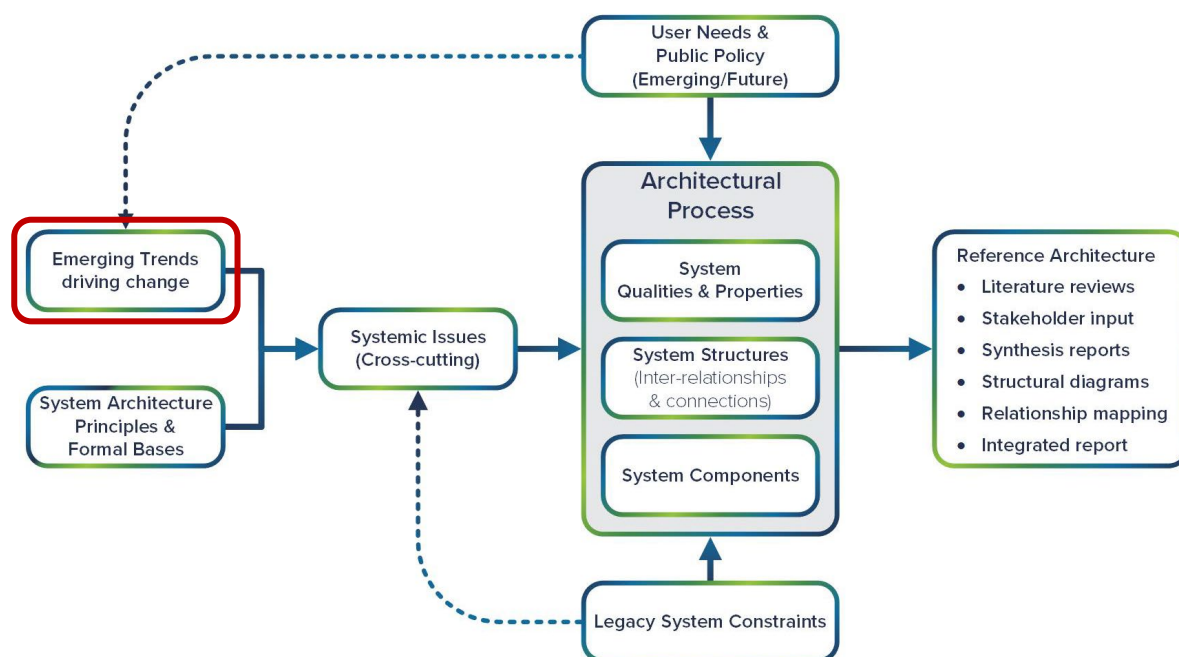 User Needs &
Public Policy
(Emerging/Future)
Emerging Trends
driving change
System Architecture
Principles &
Formal Bases
Systemic Issues
(Cross-cutting)
Architectural
Process
System
Qualities & Properties
System Structures
(Inter-relationships
& connections)
System Components
Legacy System Constraints
Reference Architecture
• Literature reviews
• Stakeholder input
• Synthesis reports
• Structural diagrams
• Relationship mapping
• Integrated report